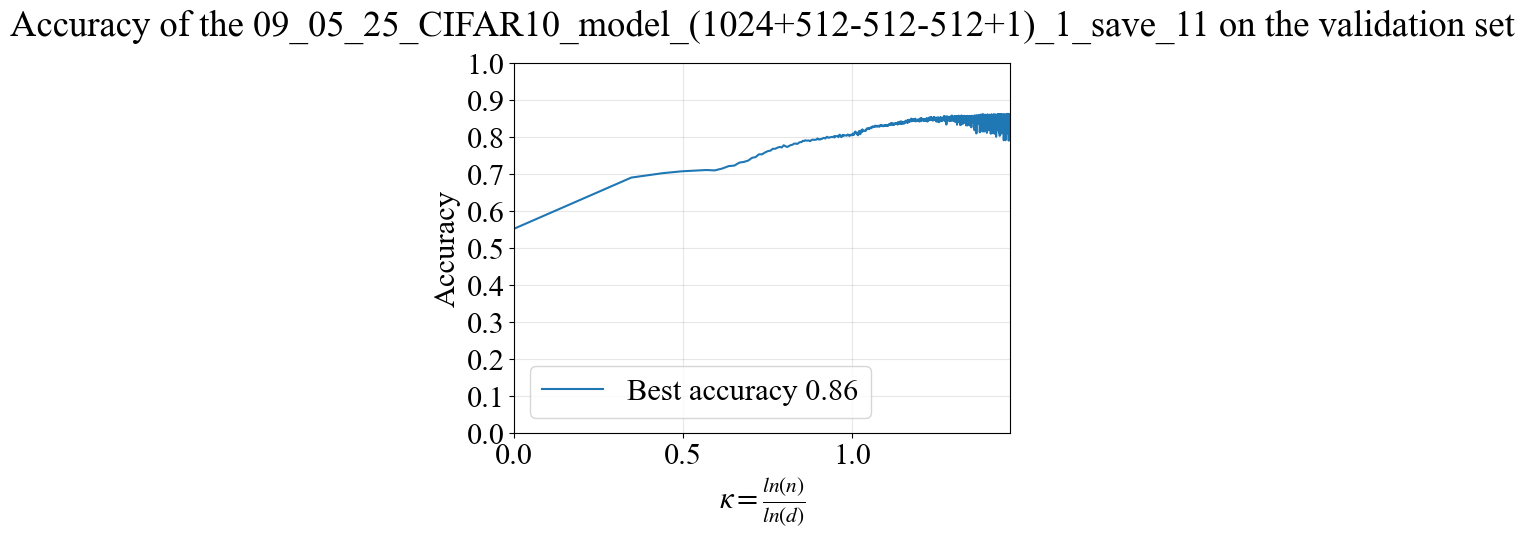 Accuracy of the 09_05_25_CIFAR10_model_(1024+512-512-512+1)_1_save_11 on the validation set
1.0
0.9
0.8
0.7
0.6
0.5
0.4
0.3
0.2
0.1
0.0
Accuracy
Best accuracy 0.86
0.0 0.5 1.0
κ = ln(n) / ln(d)